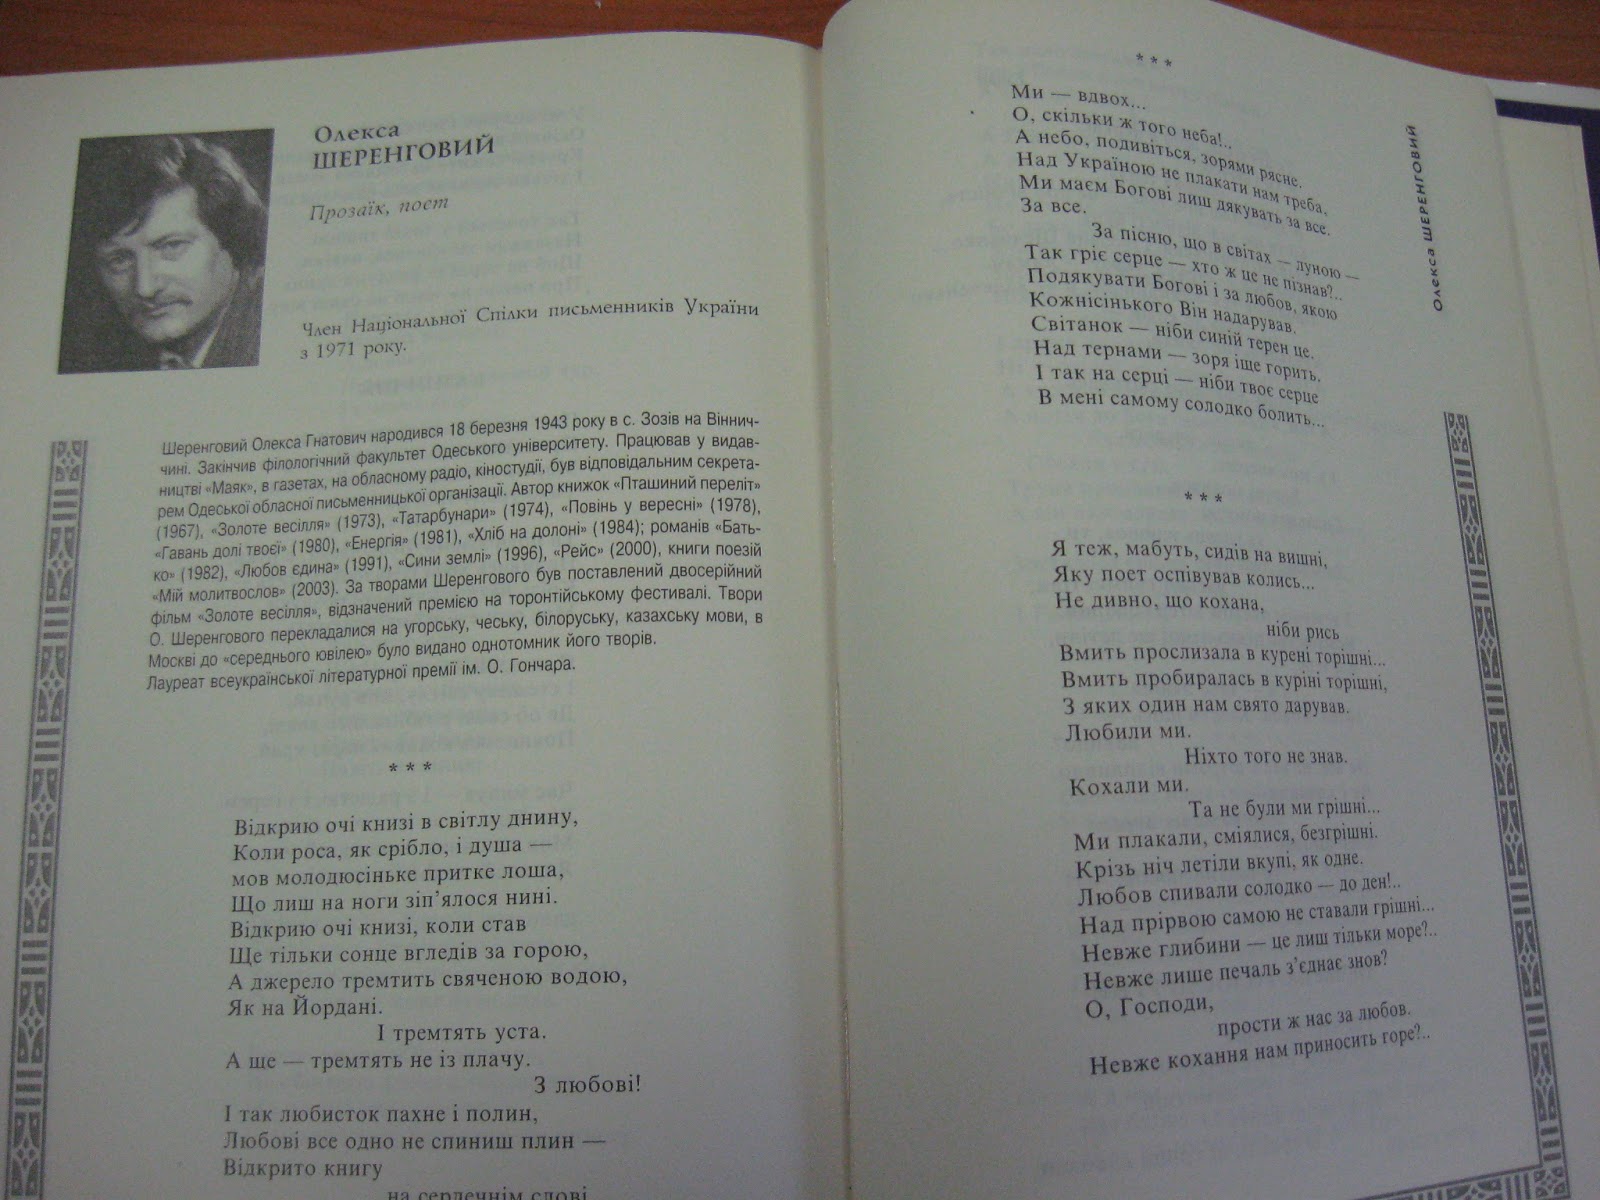 Олекса
ШЕРЕНГОВИЙ
Прозаїк, поет
Член Національної Спілки письменників України
з 1971 року.
Шеренговий Олекса Гнатович народився 18 березня 1943 року в с. Зозів на Віннич-
чині. Закінчив філологічний факультет Одеського університету. Працював у видав-
ництві «Маяк», в газетах, на обласному радіо, кіностудії, був відповідальним секрета-
рем Одеської обласної письменницької організації. Автор книжок «Пташиний переліт»
(1967), «Золоте весілля» (1973), «Татарбунари» (1974), «Повінь у вересні» (1978),
«Гавань долі твоєї» (1980), «Енергія» (1981), «Хліб на долоні» (1984); романів «Бать-
ко» (1982), «Любов єдина» (1991), «Сини землі» (1996), «Рейс» (2000), книги поезій
«Мій молитвослов» (2003). За творами Шеренгового був поставлений двосерійний
фільм «Золоте весілля», відзначений премією на торонтійському фестивалі. Твори
О. Шеренгового перекладалися на угорську, чеську, білоруську, казахську мови, в
Москві до «середнього ювілею» було видано однотомник його творів.
Лауреат всеукраїнської літературної премії ім. О. Гончара.
* * *
Відкрию очі книзі в світлу днину,
Коли роса, як срібло, і душа —
мов молодюсіньке притке лоша,
Що лиш на ноги зіп’ялося нині.
Відкрию очі книзі, коли став
Ще тільки сонце вгледів за горою,
А джерело тремтить свяченою водою,
Як на Йордані.
І тремтять уста.
А ще — тремтять не із плачу.
З любові!
І так любисток пахне і полин,
Любові все одно не спиниш плин —
Відкрито книгу
на сердечнім слові
* * *
Ми — вдвох...
О, скільки ж того неба!..
А небо, подивіться, зорями рясне.
Над Україною не плакати нам треба,
Ми маєм Богові лиш дякувать за все.
За все.
За пісню, що в світах — луною —
Так гріє серце — хто ж це не пізнав?..
Подякувати Богові і за любов, якою
Кожнісінького Він надарував.
Світанок — ніби синій терен це.
Над тернами — зоря іще горить.
І так на серці — ніби твоє серце
В мені самому солодко болить...
* * *
Я теж, мабуть, сидів на вишні,
Яку поет оспівував колись...
Не дивно, що кохана,
ніби рись
Вмить прослизала в курені торішні...
Вмить пробиралась в куріні торішні,
З яких один нам свято дарував.
Любили ми.
Ніхто того не знав.
Кохали ми.
Та не були ми грішні...
Ми плакали, сміялися, безгрішні.
Крізь ніч летіли вкупі, як одне.
Любов спивали солодко — до ден!..
Над прірвою самою не ставали грішні...
Невже глибини — це лиш тільки море?..
Невже лише печаль з’єднає знов?
О, Господи,
прости ж нас за любов.
Невже кохання нам приносить горе?..
Олекса ШЕРЕНГОВИЙ